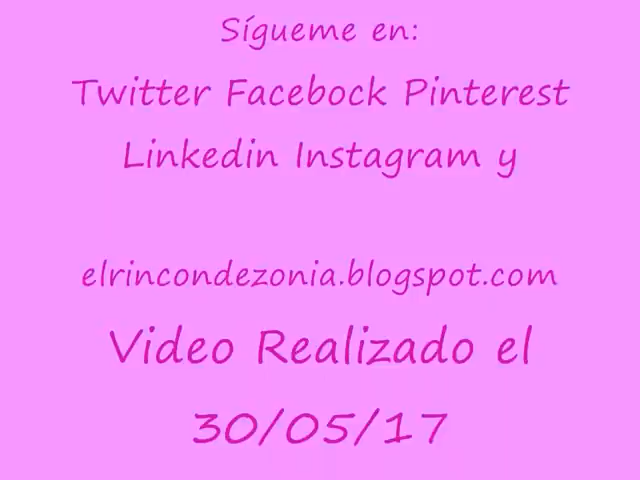 Sígueme en:
Twitter Facebock Pinterest
Linkedin Instagram y
elrincondezonia.blogspot.com
Video Realizado el
30/05/17